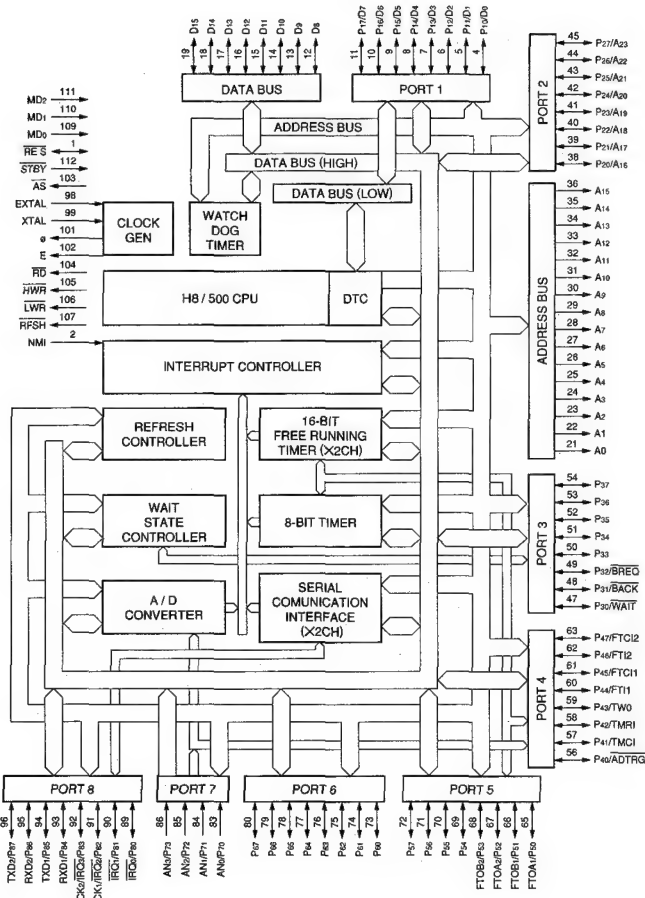 19 D15
18 D14
17 D13
16 D12
15 D11
14 D10
13 D9
12 D8
11 P17/D7
10 P16/D6
9 P15/D5
8 P14/D4
7 P13/D3
6 P12/D2
5 P11/D1
4 P10/D0
DATA BUS
PORT 1
PORT 2
45 P27/A23
44 P26/A22
43 P25/A21
42 P24/A20
41 P23/A19
40 P22/A18
39 P21/A17
38 P20/A16
MD2 111
MD1 110
MD0 109
RES 1
STBY 112
AS 103
EXTAL 98
XTAL 99
ø 101
E 102
RD 104
HWR 105
LWR 106
RFSH 107
NMI 2
ADDRESS BUS
DATA BUS (HIGH)
DATA BUS (LOW)
CLOCK
GEN
WATCH
DOG
TIMER
H8 / 500 CPU
DTC
INTERRUPT CONTROLLER
REFRESH
CONTROLLER
16-BIT
FREE RUNNING
TIMER (X2CH)
WAIT
STATE
CONTROLLER
8-BIT TIMER
A / D
CONVERTER
SERIAL
COMUNICATION
INTERFACE
(X2CH)
ADDRESS BUS
36 A15
35 A14
34 A13
33 A12
32 A11
31 A10
30 A9
29 A8
28 A7
27 A6
26 A5
25 A4
24 A3
23 A2
22 A1
21 A0
PORT 3
54 P37
53 P36
52 P35
51 P34
50 P33
49 P32/BREQ
48 P31/BACK
47 P30/WAIT
PORT 4
63 P47/FTCI2
62 P46/FTI2
61 P45/FTCI1
60 P44/FTI1
59 P43/TW0
58 P42/TMRI
57 P41/TMCI
56 P40/ADTRG
PORT 8
PORT 7
PORT 6
PORT 5
96 TXD2/P87
95 RXD2/P86
94 TXD1/P85
93 RXD1/P84
92 CK2/IRQ3/P83
91 CK1/IRQ2/P82
90 IRQ1/P81
89 IRQ0/P80
86 AN3/P73
85 AN2/P72
84 AN1/P71
83 AN0/P70
80 P67
79 P66
78 P65
77 P64
76 P63
75 P62
74 P61
73 P60
72 P57
71 P56
70 P55
69 P54
68 FTOB2/P53
67 FTOA2/P52
66 FTOB1/P51
65 FTOA1/P50